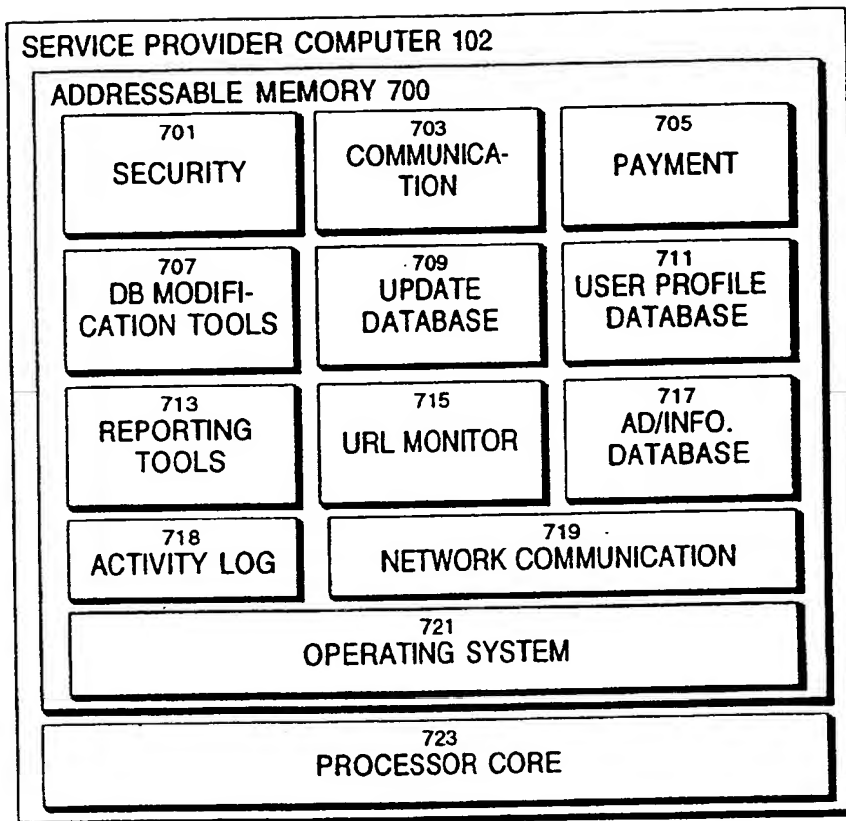 SERVICE PROVIDER COMPUTER 102
ADDRESSABLE MEMORY 700
701
SECURITY
703
COMMUNICA-
TION
705
PAYMENT
707
DB MODIFI-
CATION TOOLS
709
UPDATE
DATABASE
711
USER PROFILE
DATABASE
713
REPORTING
TOOLS
715
URL MONITOR
717
AD/INFO.
DATABASE
718
ACTIVITY LOG
719
NETWORK COMMUNICATION
721
OPERATING SYSTEM
723
PROCESSOR CORE